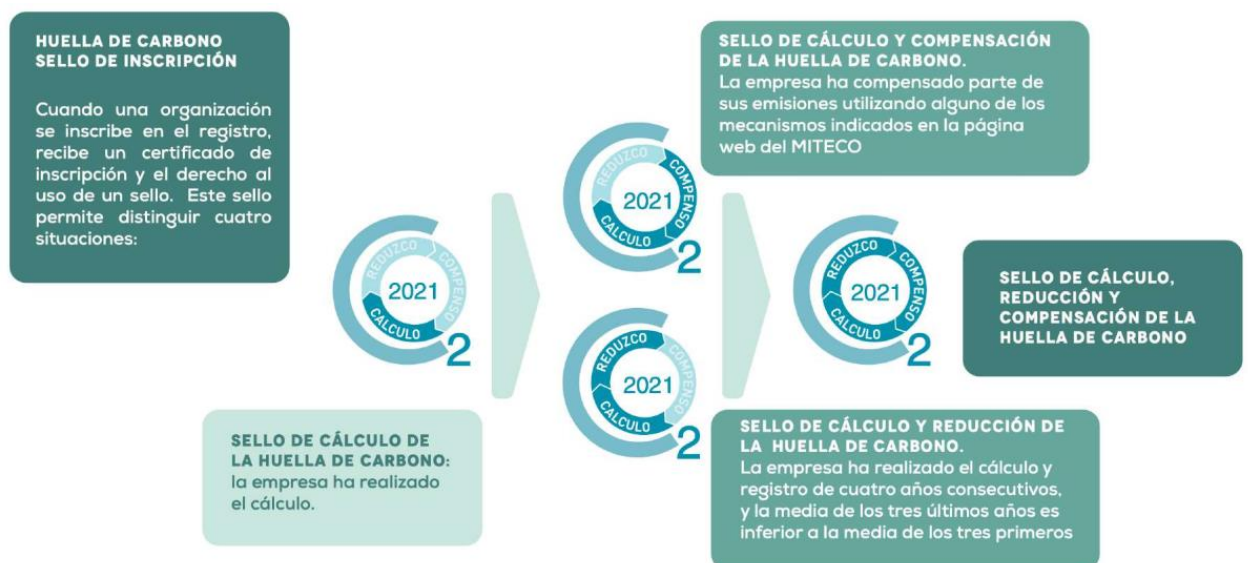 HUELLA DE CARBONO
SELLO DE INSCRIPCIÓN
Cuando una organización
se inscribe en el registro,
recibe un certificado de
inscripción y el derecho al
uso de un sello. Este sello
permite distinguir cuatro
situaciones:
REDUZCO
COMPENSO
CALCULO
2021
2
SELLO DE CÁLCULO DE
LA HUELLA DE CARBONO:
la empresa ha realizado
el cálculo.
SELLO DE CÁLCULO Y COMPENSACIÓN
DE LA HUELLA DE CARBONO.
La empresa ha compensado parte de
sus emisiones utilizando alguno de los
mecanismos indicados en la página
web del MITECO
REDUZCO
COMPENSO
CALCULO
2021
2
REDUZCO
COMPENSO
CALCULO
2021
2
SELLO DE CÁLCULO Y REDUCCIÓN DE
LA HUELLA DE CARBONO.
La empresa ha realizado el cálculo y
registro de cuatro años consecutivos,
y la media de los tres últimos años es
inferior a la media de los tres primeros
REDUZCO
COMPENSO
CALCULO
2021
2
SELLO DE CÁLCULO,
REDUCCIÓN Y
COMPENSACIÓN DE LA
HUELLA DE CARBONO